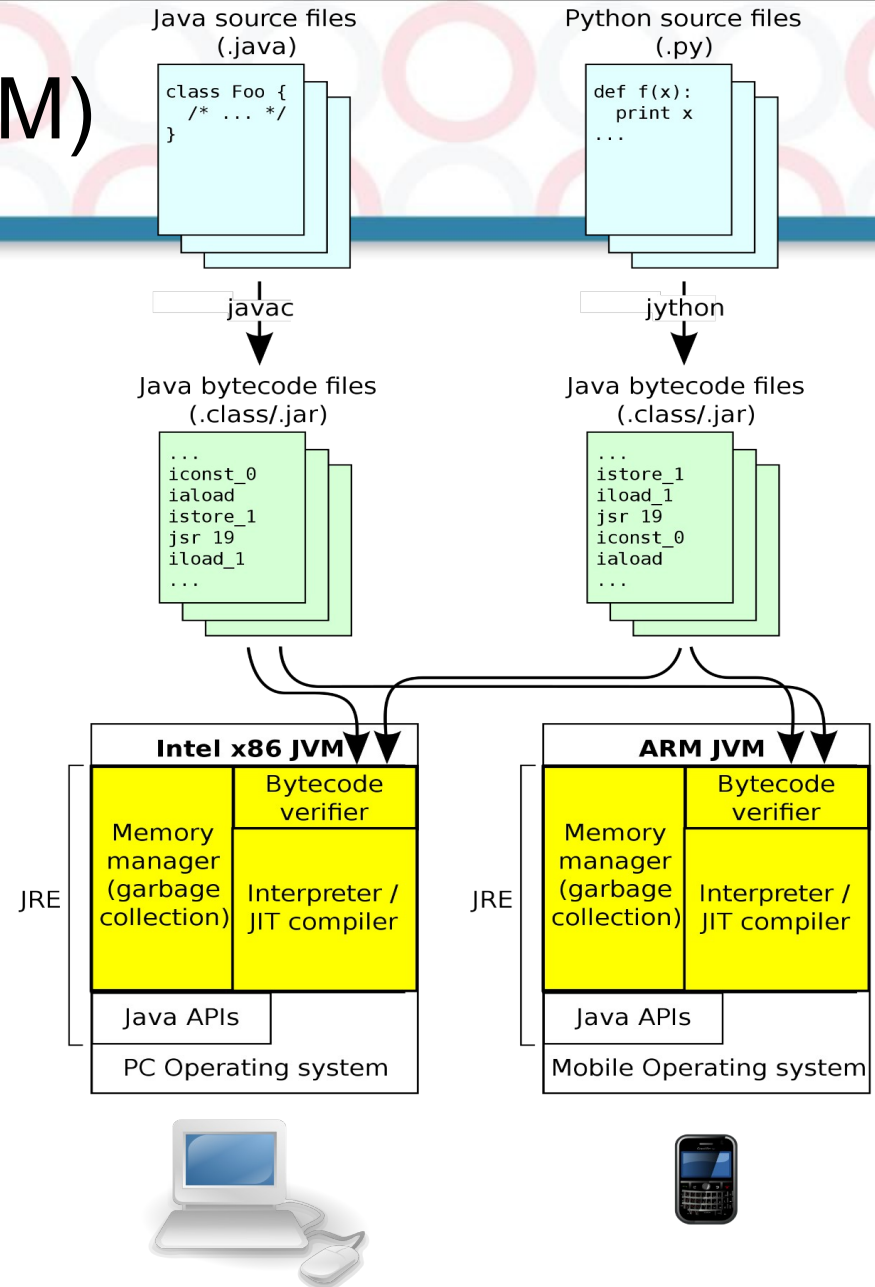 M)
Java source files
(.java)
class Foo {
/* ... */
}
Python source files
(.py)
def f(x):
print x
...
javac
jython
Java bytecode files
(.class/.jar)
...
iconst_0
iaload
istore_1
jsr 19
iload_1
...
Java bytecode files
(.class/.jar)
...
istore_1
iload_1
jsr 19
iconst_0
iaload
...
Intel x86 JVM
JRE
Memory
manager
(garbage
collection)
Bytecode
verifier
Interpreter /
JIT compiler
Java APIs
PC Operating system
ARM JVM
JRE
Memory
manager
(garbage
collection)
Bytecode
verifier
Interpreter /
JIT compiler
Java APIs
Mobile Operating system